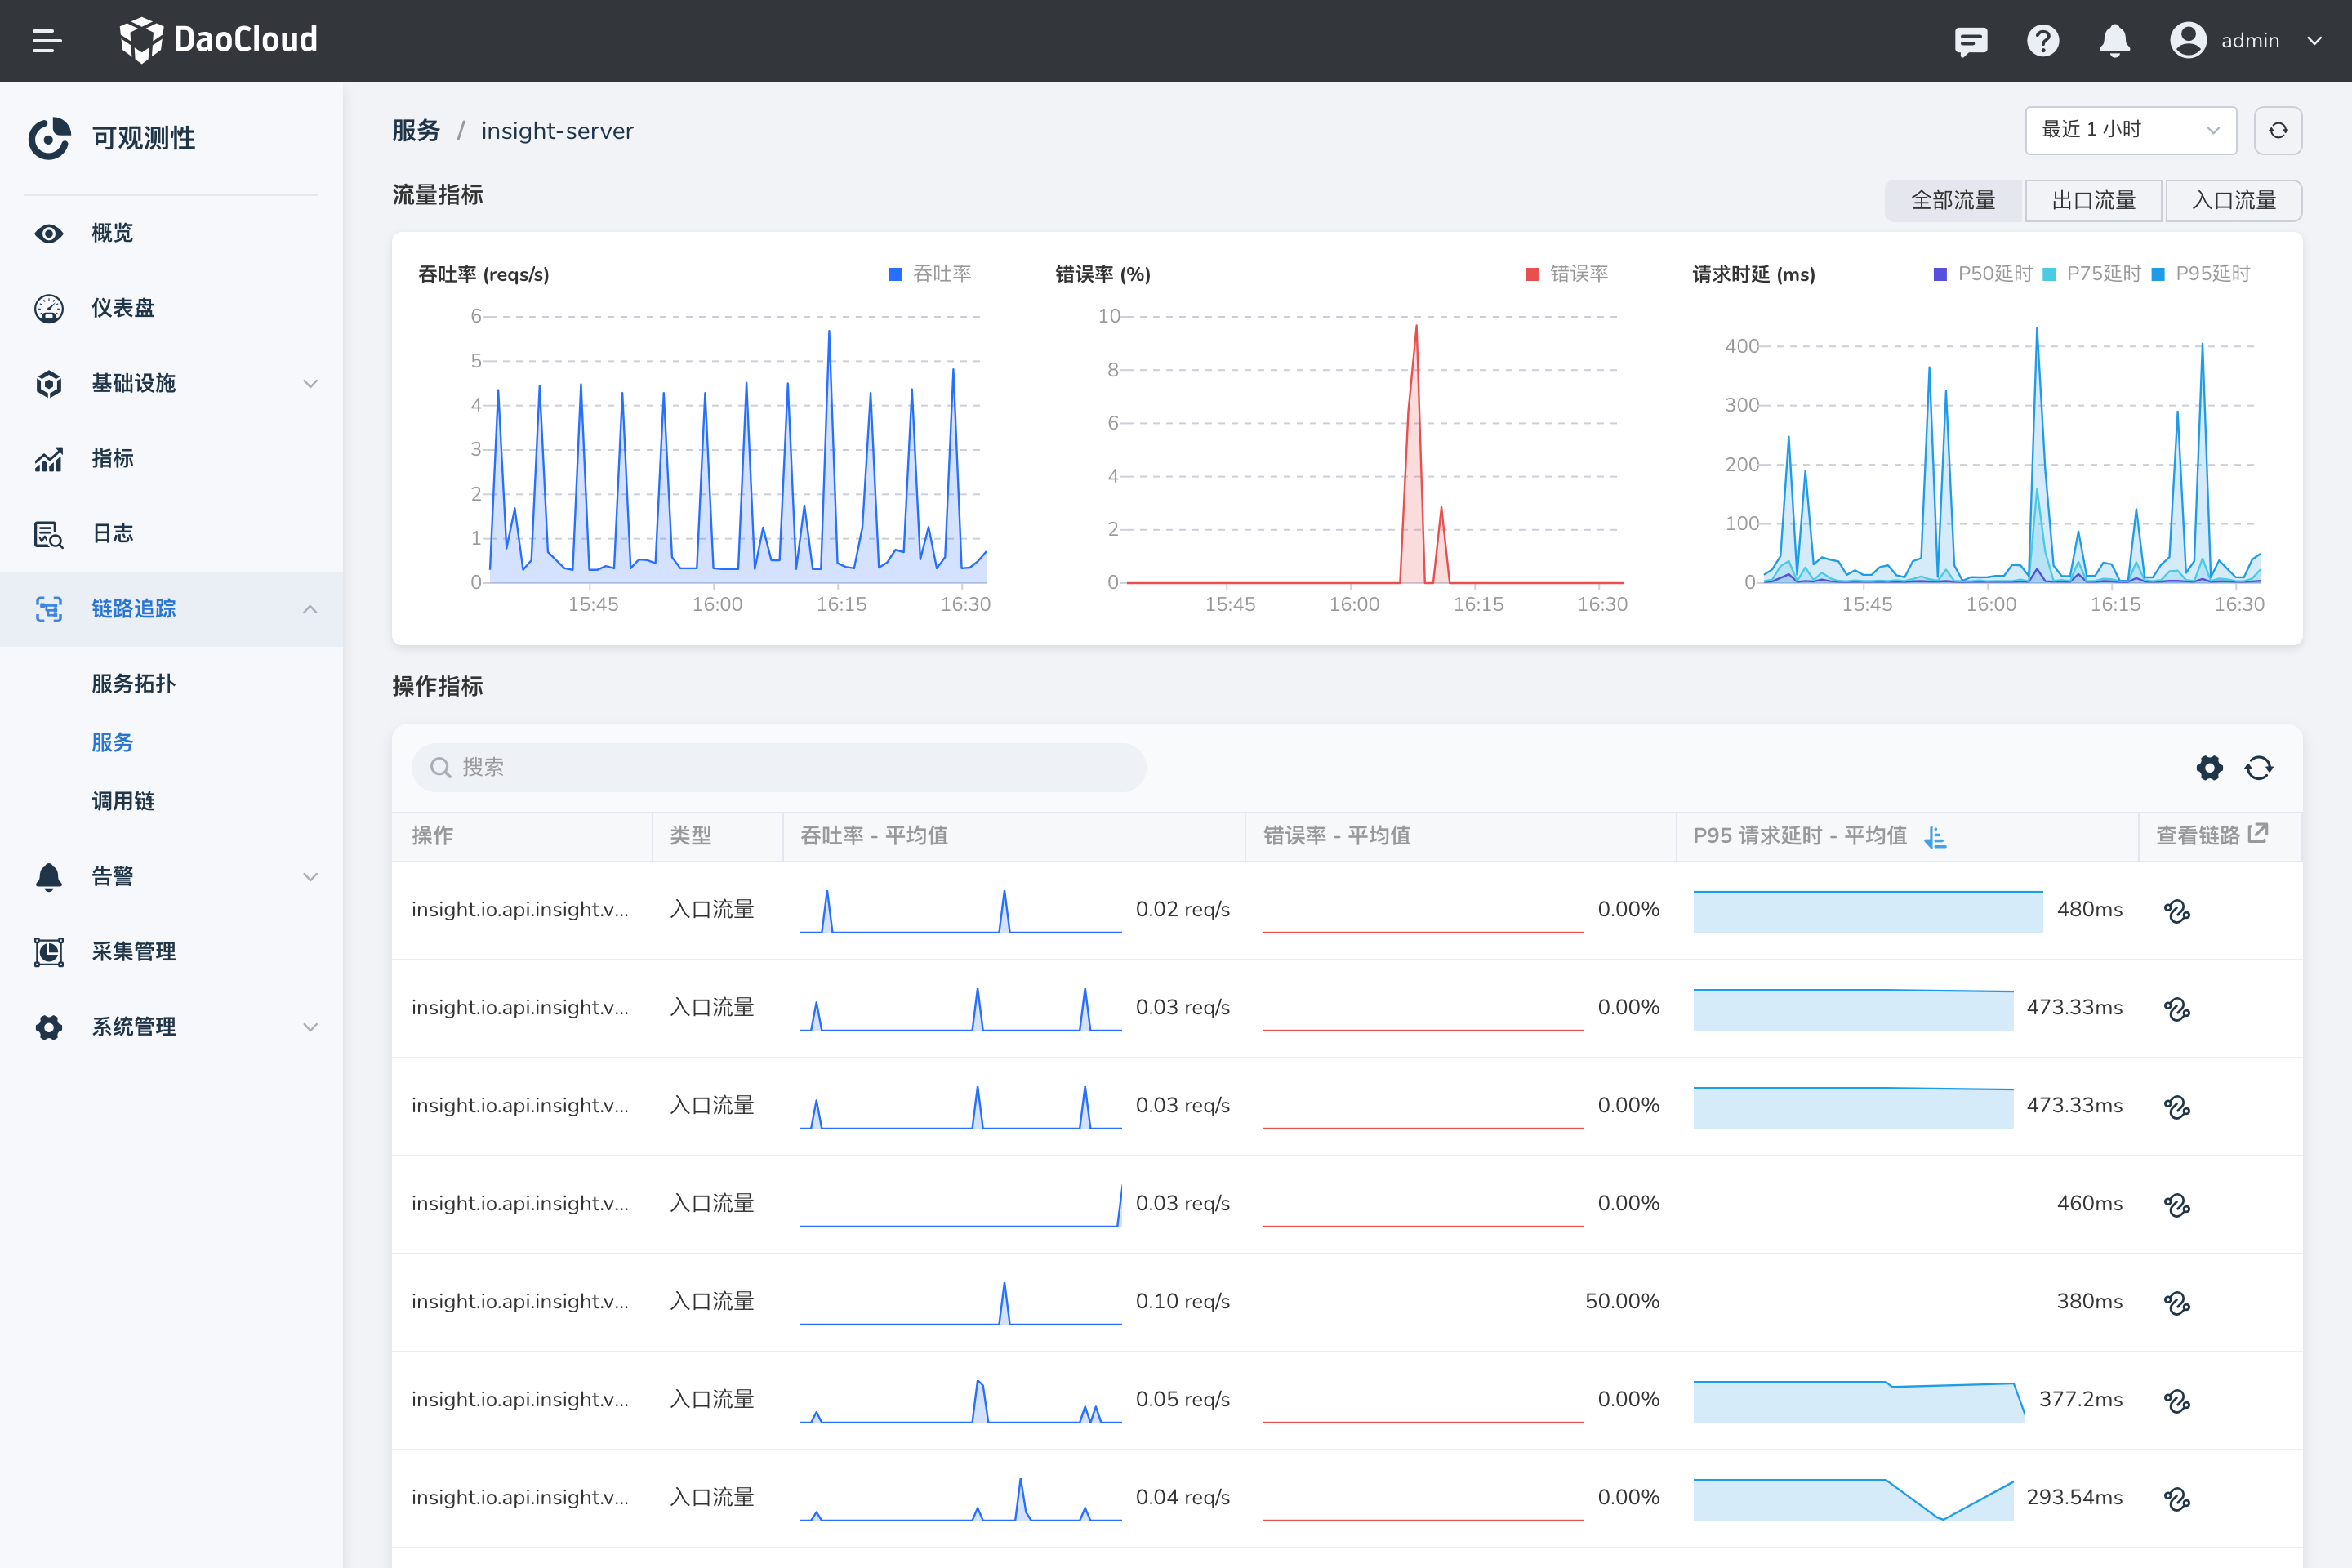 DaoCloud
admin
可观测性
概览
仪表盘
基础设施
指标
日志
链路追踪
服务拓扑
服务
调用链
告警
采集管理
系统管理
服务 / insight-server
最近 1 小时
流量指标
全部流量 出口流量 入口流量
吞吐率 (reqs/s)
吞吐率
6
5
4
3
2
1
0
15:45 16:00 16:15 16:30
错误率 (%)
错误率
10
8
6
4
2
0
15:45 16:00 16:15 16:30
请求时延 (ms)
P50延时 P75延时 P95延时
400
300
200
100
0
15:45 16:00 16:15 16:30
操作指标
搜索
操作 类型 吞吐率 - 平均值 错误率 - 平均值 P95 请求延时 - 平均值 查看链路
insight.io.api.insight.v... 入口流量 0.02 req/s 0.00% 480ms
insight.io.api.insight.v... 入口流量 0.03 req/s 0.00% 473.33ms
insight.io.api.insight.v... 入口流量 0.03 req/s 0.00% 473.33ms
insight.io.api.insight.v... 入口流量 0.03 req/s 0.00% 460ms
insight.io.api.insight.v... 入口流量 0.10 req/s 50.00% 380ms
insight.io.api.insight.v... 入口流量 0.05 req/s 0.00% 377.2ms
insight.io.api.insight.v... 入口流量 0.04 req/s 0.00% 293.54ms